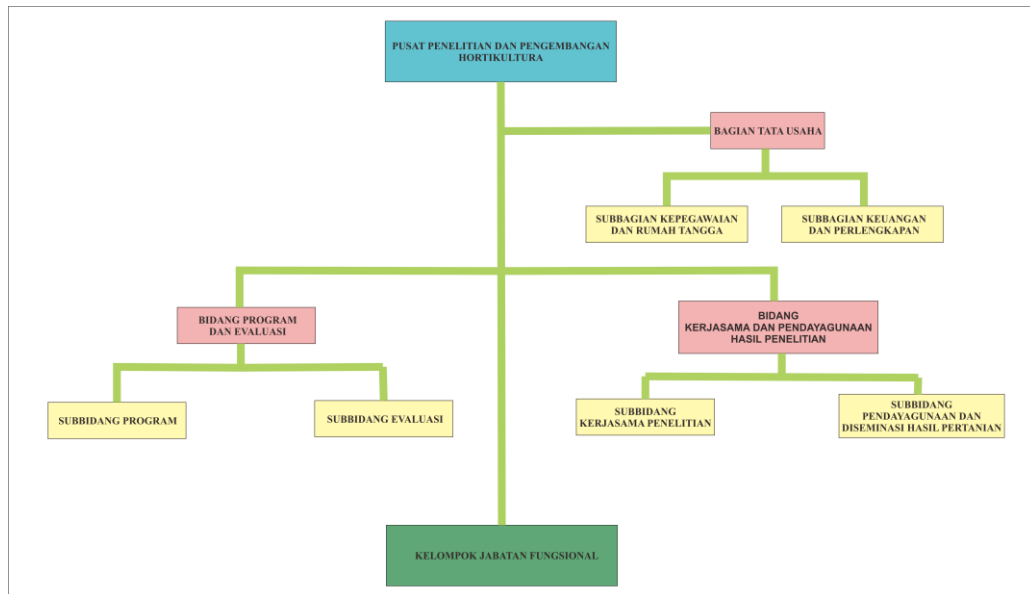 PUSAT PENELITIAN DAN PENGEMBANGAN
HORTIKULTURA
BAGIAN TATA USAHA
SUBBAGIAN KEPEGAWAIAN
DAN RUMAH TANGGA
SUBBAGIAN KEUANGAN
DAN PERLENGKAPAN
BIDANG PROGRAM
DAN EVALUASI
BIDANG
KERJASAMA DAN PENDAYAGUNAAN
HASIL PENELITIAN
SUBBIDANG PROGRAM
SUBBIDANG EVALUASI
SUBBIDANG
KERJASAMA PENELITIAN
SUBBIDANG
PENDAYAGUNAAN DAN
DISEMINASI HASIL PERTANIAN
KELOMPOK JABATAN FUNGSIONAL